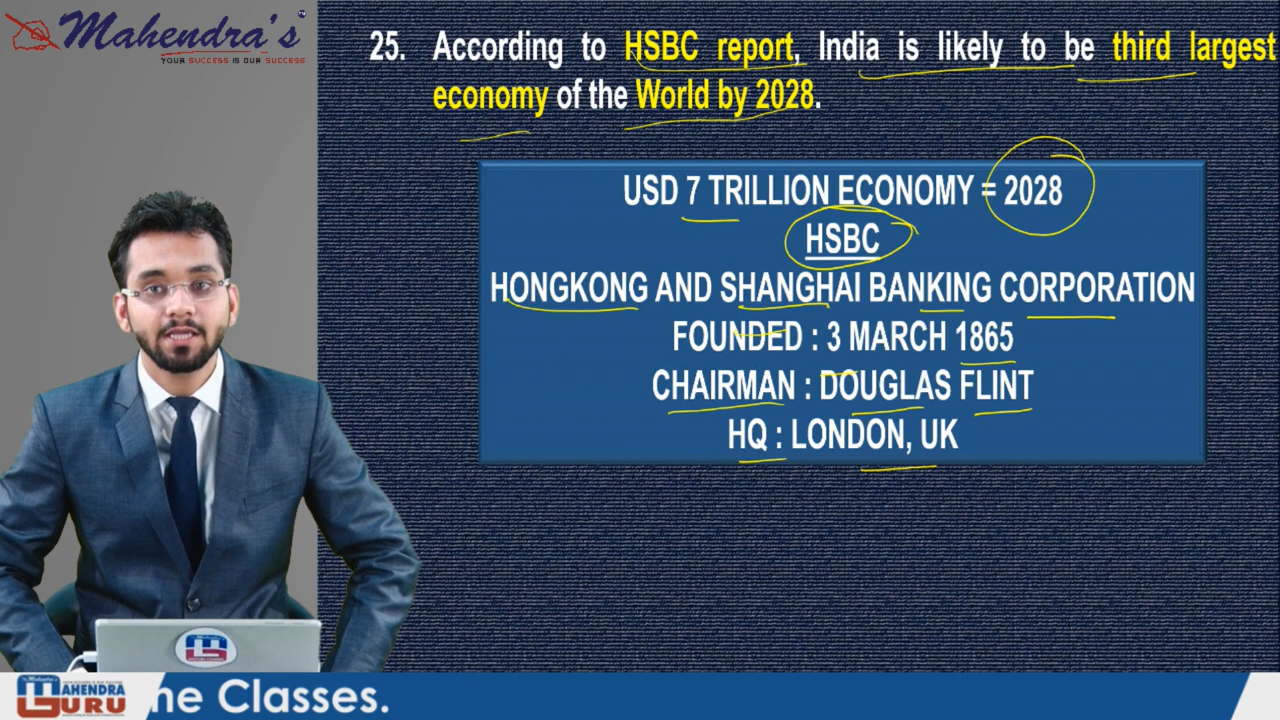 Mahendra's
YOUR SUCCESS IS OUR SUCCESS
25. According to HSBC report, India is likely to be third largest
economy of the World by 2028.
USD 7 TRILLION ECONOMY = 2028
HSBC
HONGKONG AND SHANGHAI BANKING CORPORATION
FOUNDED : 3 MARCH 1865
CHAIRMAN : DOUGLAS FLINT
HQ : LONDON, UK
MAHENDRA
GURU
ne Classes.